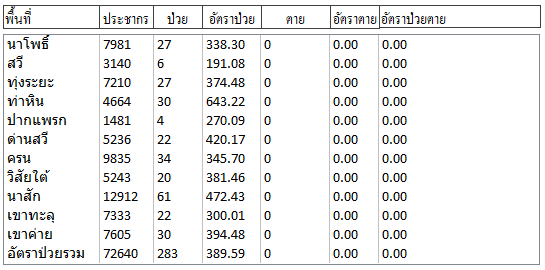 พื้นที่ ประชากร ป่วย อัตราป่วย ตาย อัตราตาย อัตราป่วยตาย
นาโพธิ์ 7981 27 338.30 0 0.00 0.00
สวี 3140 6 191.08 0 0.00 0.00
ทุ่งระยะ 7210 27 374.48 0 0.00 0.00
ท่าหิน 4664 30 643.22 0 0.00 0.00
ปากแพรก 1481 4 270.09 0 0.00 0.00
ด่านสวี 5236 22 420.17 0 0.00 0.00
ครน 9835 34 345.70 0 0.00 0.00
วิสัยใต้ 5243 20 381.46 0 0.00 0.00
นาสัก 12912 61 472.43 0 0.00 0.00
เขาทะลุ 7333 22 300.01 0 0.00 0.00
เขาค่าย 7605 30 394.48 0 0.00 0.00
อัตราป่วยรวม 72640 283 389.59 0 0.00 0.00